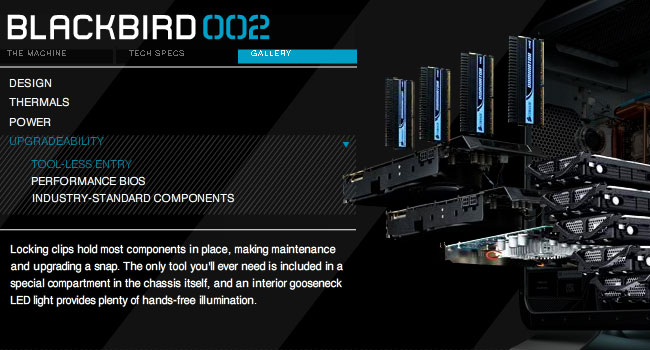 BLACKBIRD 002
THE MACHINE
TECH SPECS
GALLERY
DESIGN
THERMALS
POWER
UPGRADEABILITY
TOOL-LESS ENTRY
PERFORMANCE BIOS
INDUSTRY-STANDARD COMPONENTS
Locking clips hold most components in place, making maintenance
and upgrading a snap. The only tool you'll ever need is included in a
special compartment in the chassis itself, and an interior gooseneck
LED light provides plenty of hands-free illumination.